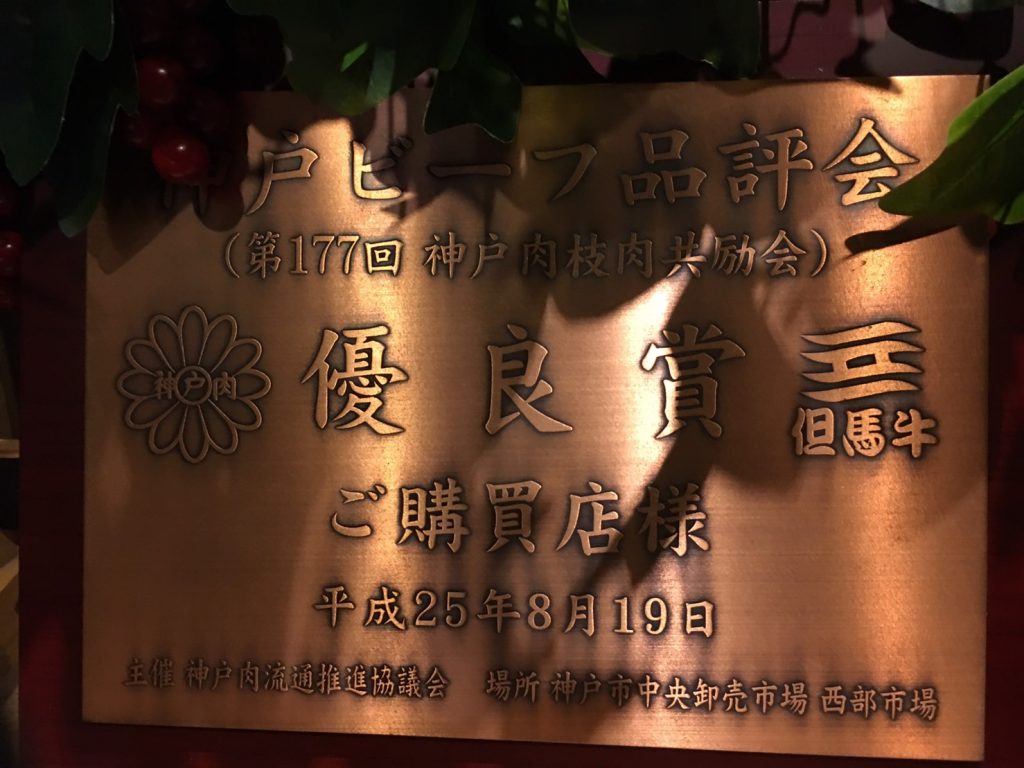 神戸ビーフ品評会
（第177回 神戸肉枝肉共励会）
神戸肉
優良賞
但馬牛
ご購買店様
平成25年8月19日
主催 神戸肉流通推進協議会 場所 神戸市中央卸売市場 西部市場